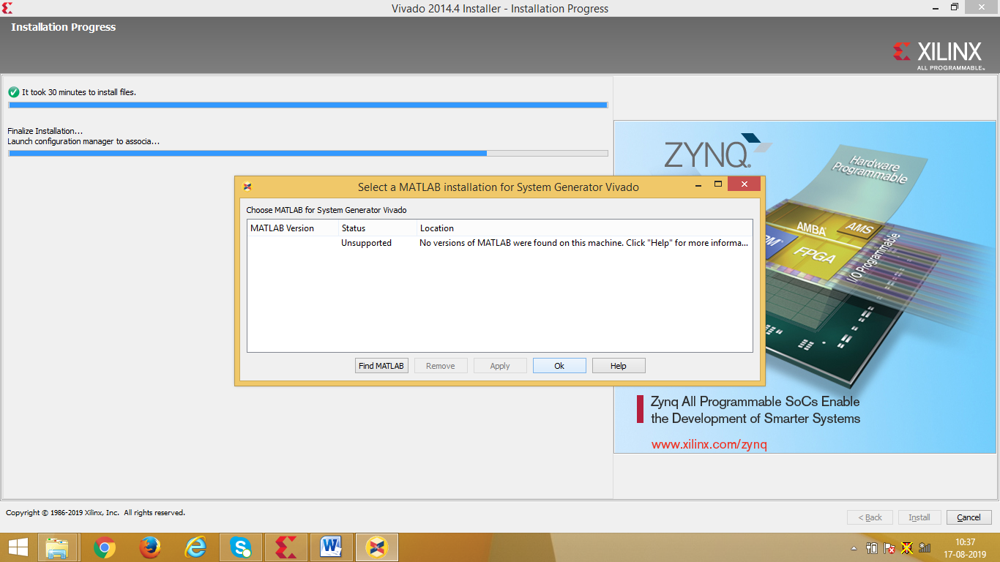 Vivado 2014.4 Installer - Installation Progress
Installation Progress
XILINX
ALL PROGRAMMABLE™
It took 30 minutes to install files.
Finalize Installation...
Launch configuration manager to associa...
ZYNQ
Hardware
Programmable
AMBA®
AMS
FPGA
I/O Programmable
Select a MATLAB installation for System Generator Vivado
Choose MATLAB for System Generator Vivado
MATLAB Version Status Location
Unsupported No versions of MATLAB were found on this machine. Click "Help" for more informa...
Find MATLAB Remove Apply Ok Help
Zynq All Programmable SoCs Enable
the Development of Smarter Systems
www.xilinx.com/zynq
Copyright © 1986-2019 Xilinx, Inc. All rights reserved.
< Back Install Cancel
10:37
17-08-2019